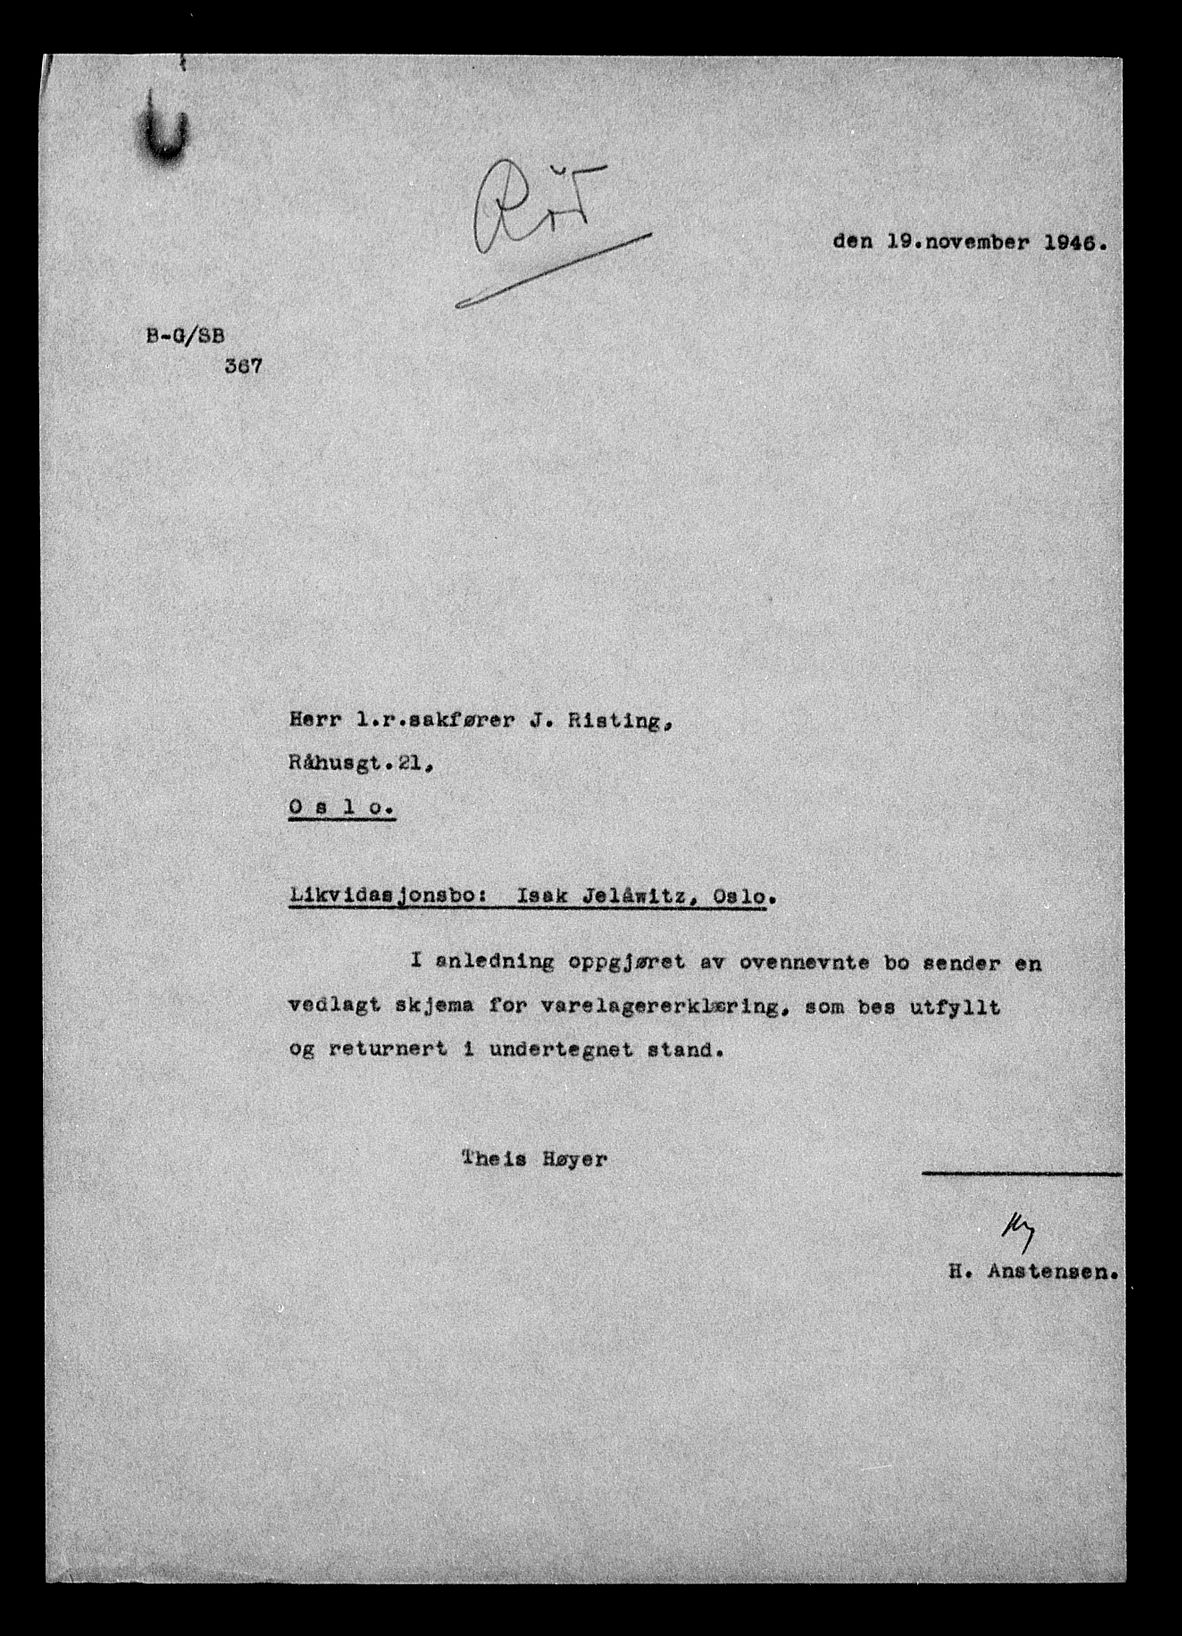 den 19.november 1946.
B-G/SB
367
Herr l.r.sakfører J. Risting,
Råhusgt.21,
O s l o.
Likvidasjonsbo: Isak Jelåwitz, Oslo.
I anledning oppgjøret av ovennevnte bo sender en
vedlagt skjema for varelagererklæring, som bes utfyllt
og returnert i undertegnet stand.
Theis Høyer
H. Anstensen.